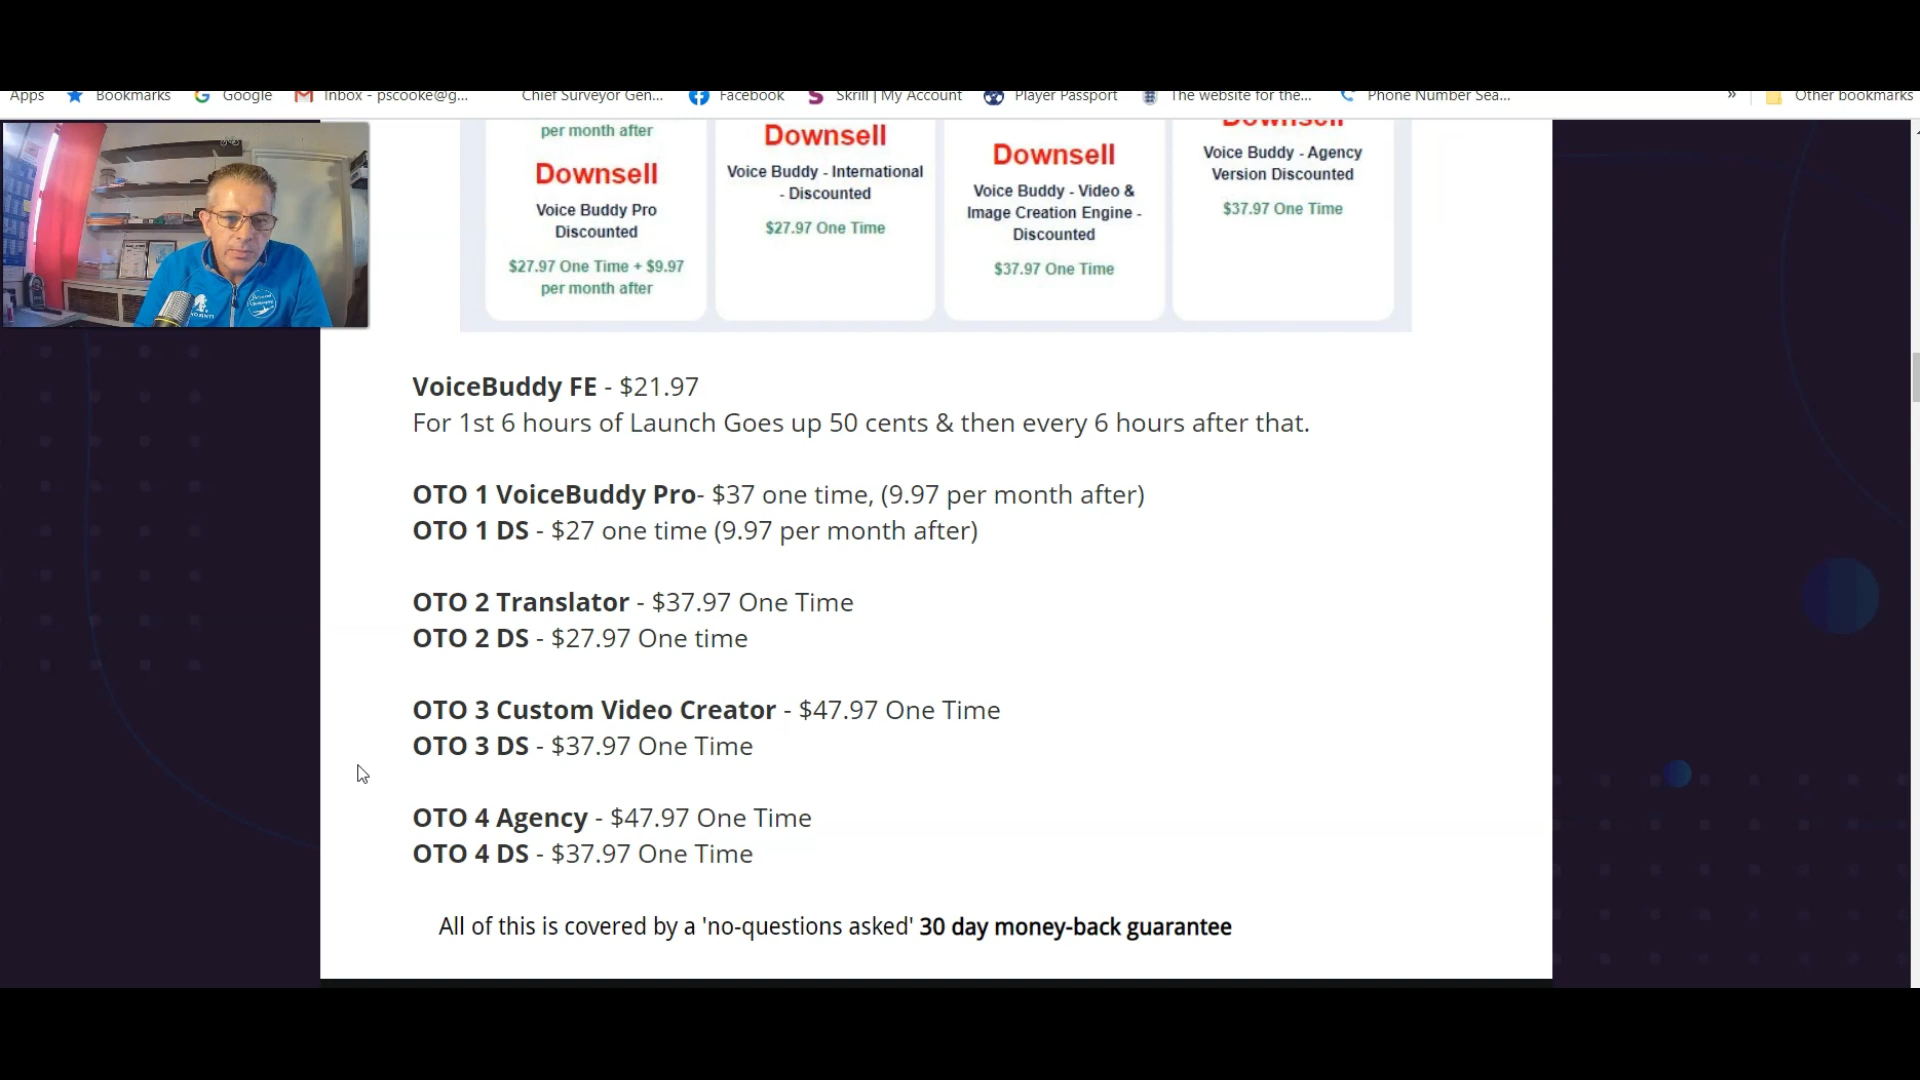 Apps Bookmarks Google Inbox - pscooke@g... Chief Surveyor Gen... Facebook Skrill | My Account Player Passport The website for the... Phone Number Sea... » Other bookmarks
per month after
Downsell
Voice Buddy Pro
Discounted
$27.97 One Time + $9.97
per month after
Downsell
Voice Buddy - International
- Discounted
$27.97 One Time
Downsell
Voice Buddy - Video &
Image Creation Engine -
Discounted
$37.97 One Time
Downsell
Voice Buddy - Agency
Version Discounted
$37.97 One Time
VoiceBuddy FE - $21.97
For 1st 6 hours of Launch Goes up 50 cents & then every 6 hours after that.
OTO 1 VoiceBuddy Pro- $37 one time, (9.97 per month after)
OTO 1 DS - $27 one time (9.97 per month after)
OTO 2 Translator - $37.97 One Time
OTO 2 DS - $27.97 One time
OTO 3 Custom Video Creator - $47.97 One Time
OTO 3 DS - $37.97 One Time
OTO 4 Agency - $47.97 One Time
OTO 4 DS - $37.97 One Time
All of this is covered by a 'no-questions asked' 30 day money-back guarantee